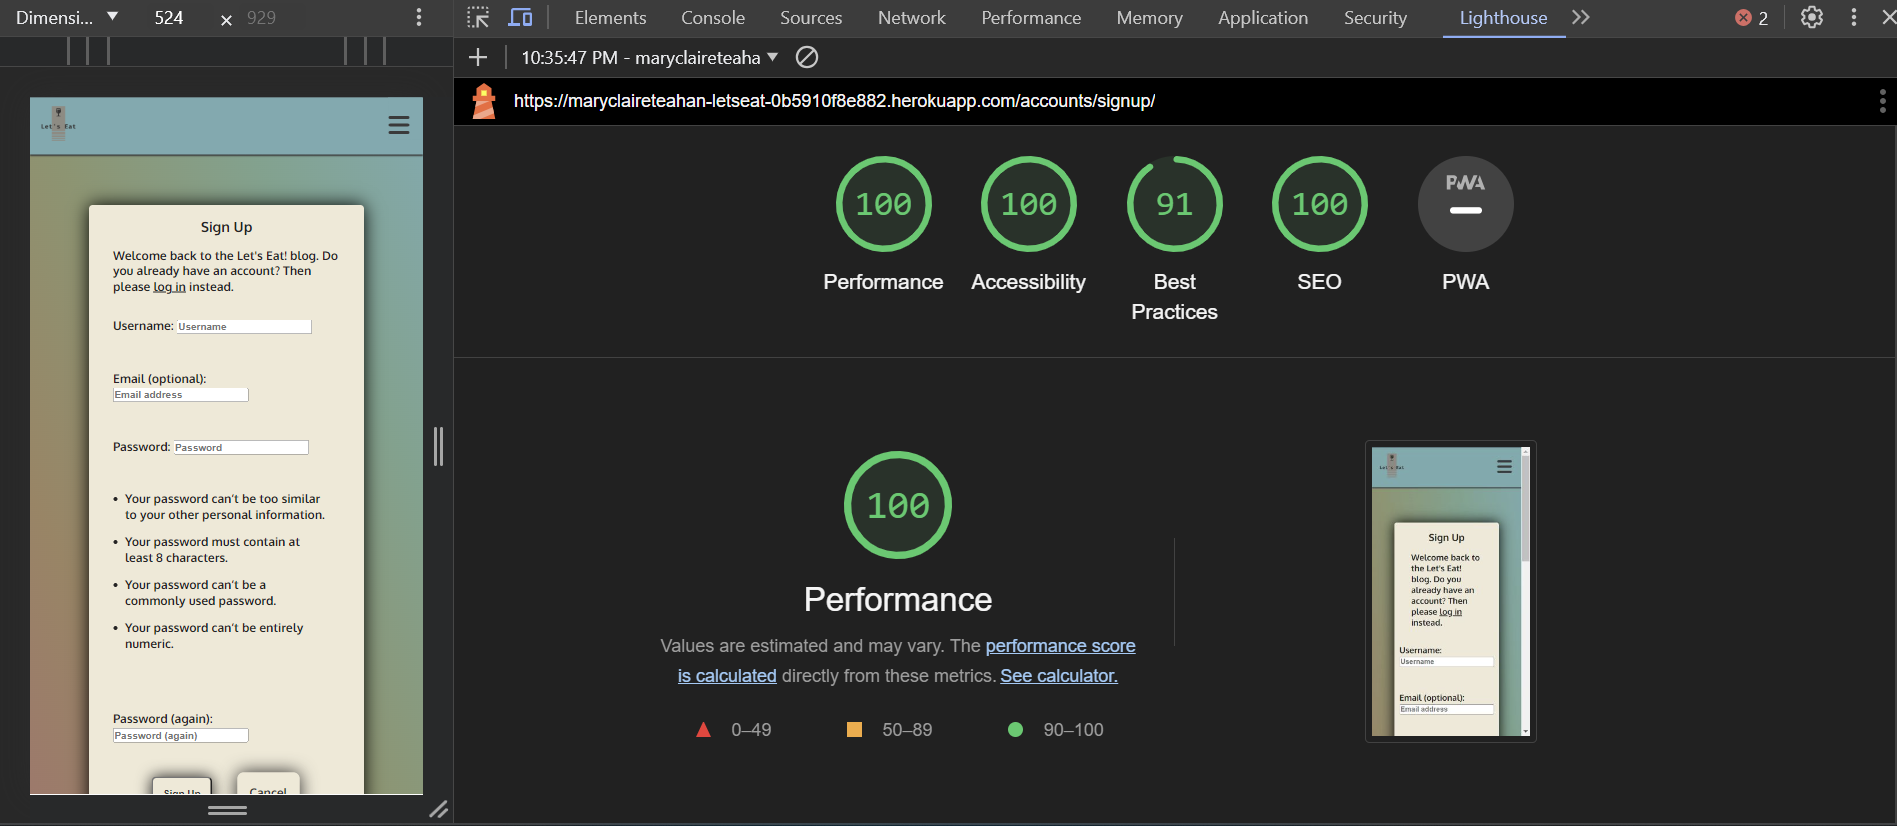 Dimensi...
524
×
929
Elements
Console
Sources
Network
Performance
Memory
Application
Security
Lighthouse
2
10:35:47 PM - maryclaireteaha
https://maryclaireteahan-letseat-0b5910f8e882.herokuapp.com/accounts/signup/
Let's Eat
Sign Up
Welcome back to the Let's Eat! blog. Do
you already have an account? Then
please log in instead.
Username: Username
Email (optional):
Email address
Password: Password
• Your password can't be too similar
to your other personal information.
• Your password must contain at
least 8 characters.
• Your password can't be a
commonly used password.
• Your password can't be entirely
numeric.
Password (again):
Password (again)
Sign Up
Cancel
100
100
91
100
PWA
Performance
Accessibility
Best
Practices
SEO
PWA
100
Performance
Values are estimated and may vary. The performance score
is calculated directly from these metrics. See calculator.
0–49
50–89
90–100
Let's Eat
Sign Up
Welcome back to
the Let's Eat!
blog. Do you
already have an
account? Then
please log in
instead.
Username:
Username
Email (optional):
Email address